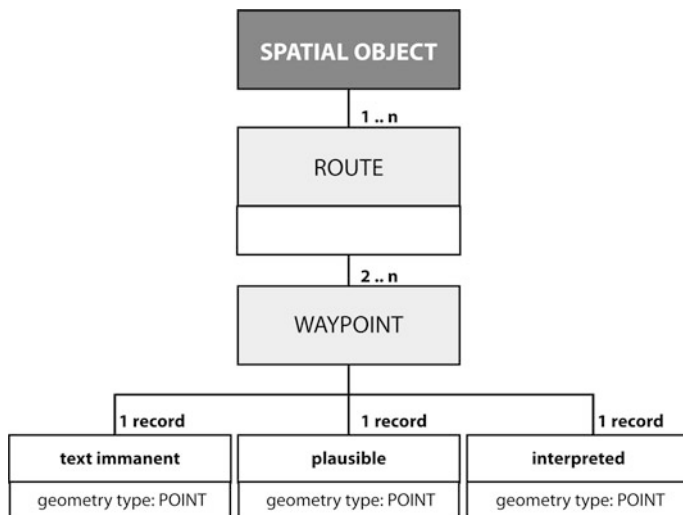 SPATIAL OBJECT
1 .. n
ROUTE
2 .. n
WAYPOINT
1 record
1 record
1 record
text immanent
plausible
interpreted
geometry type: POINT
geometry type: POINT
geometry type: POINT